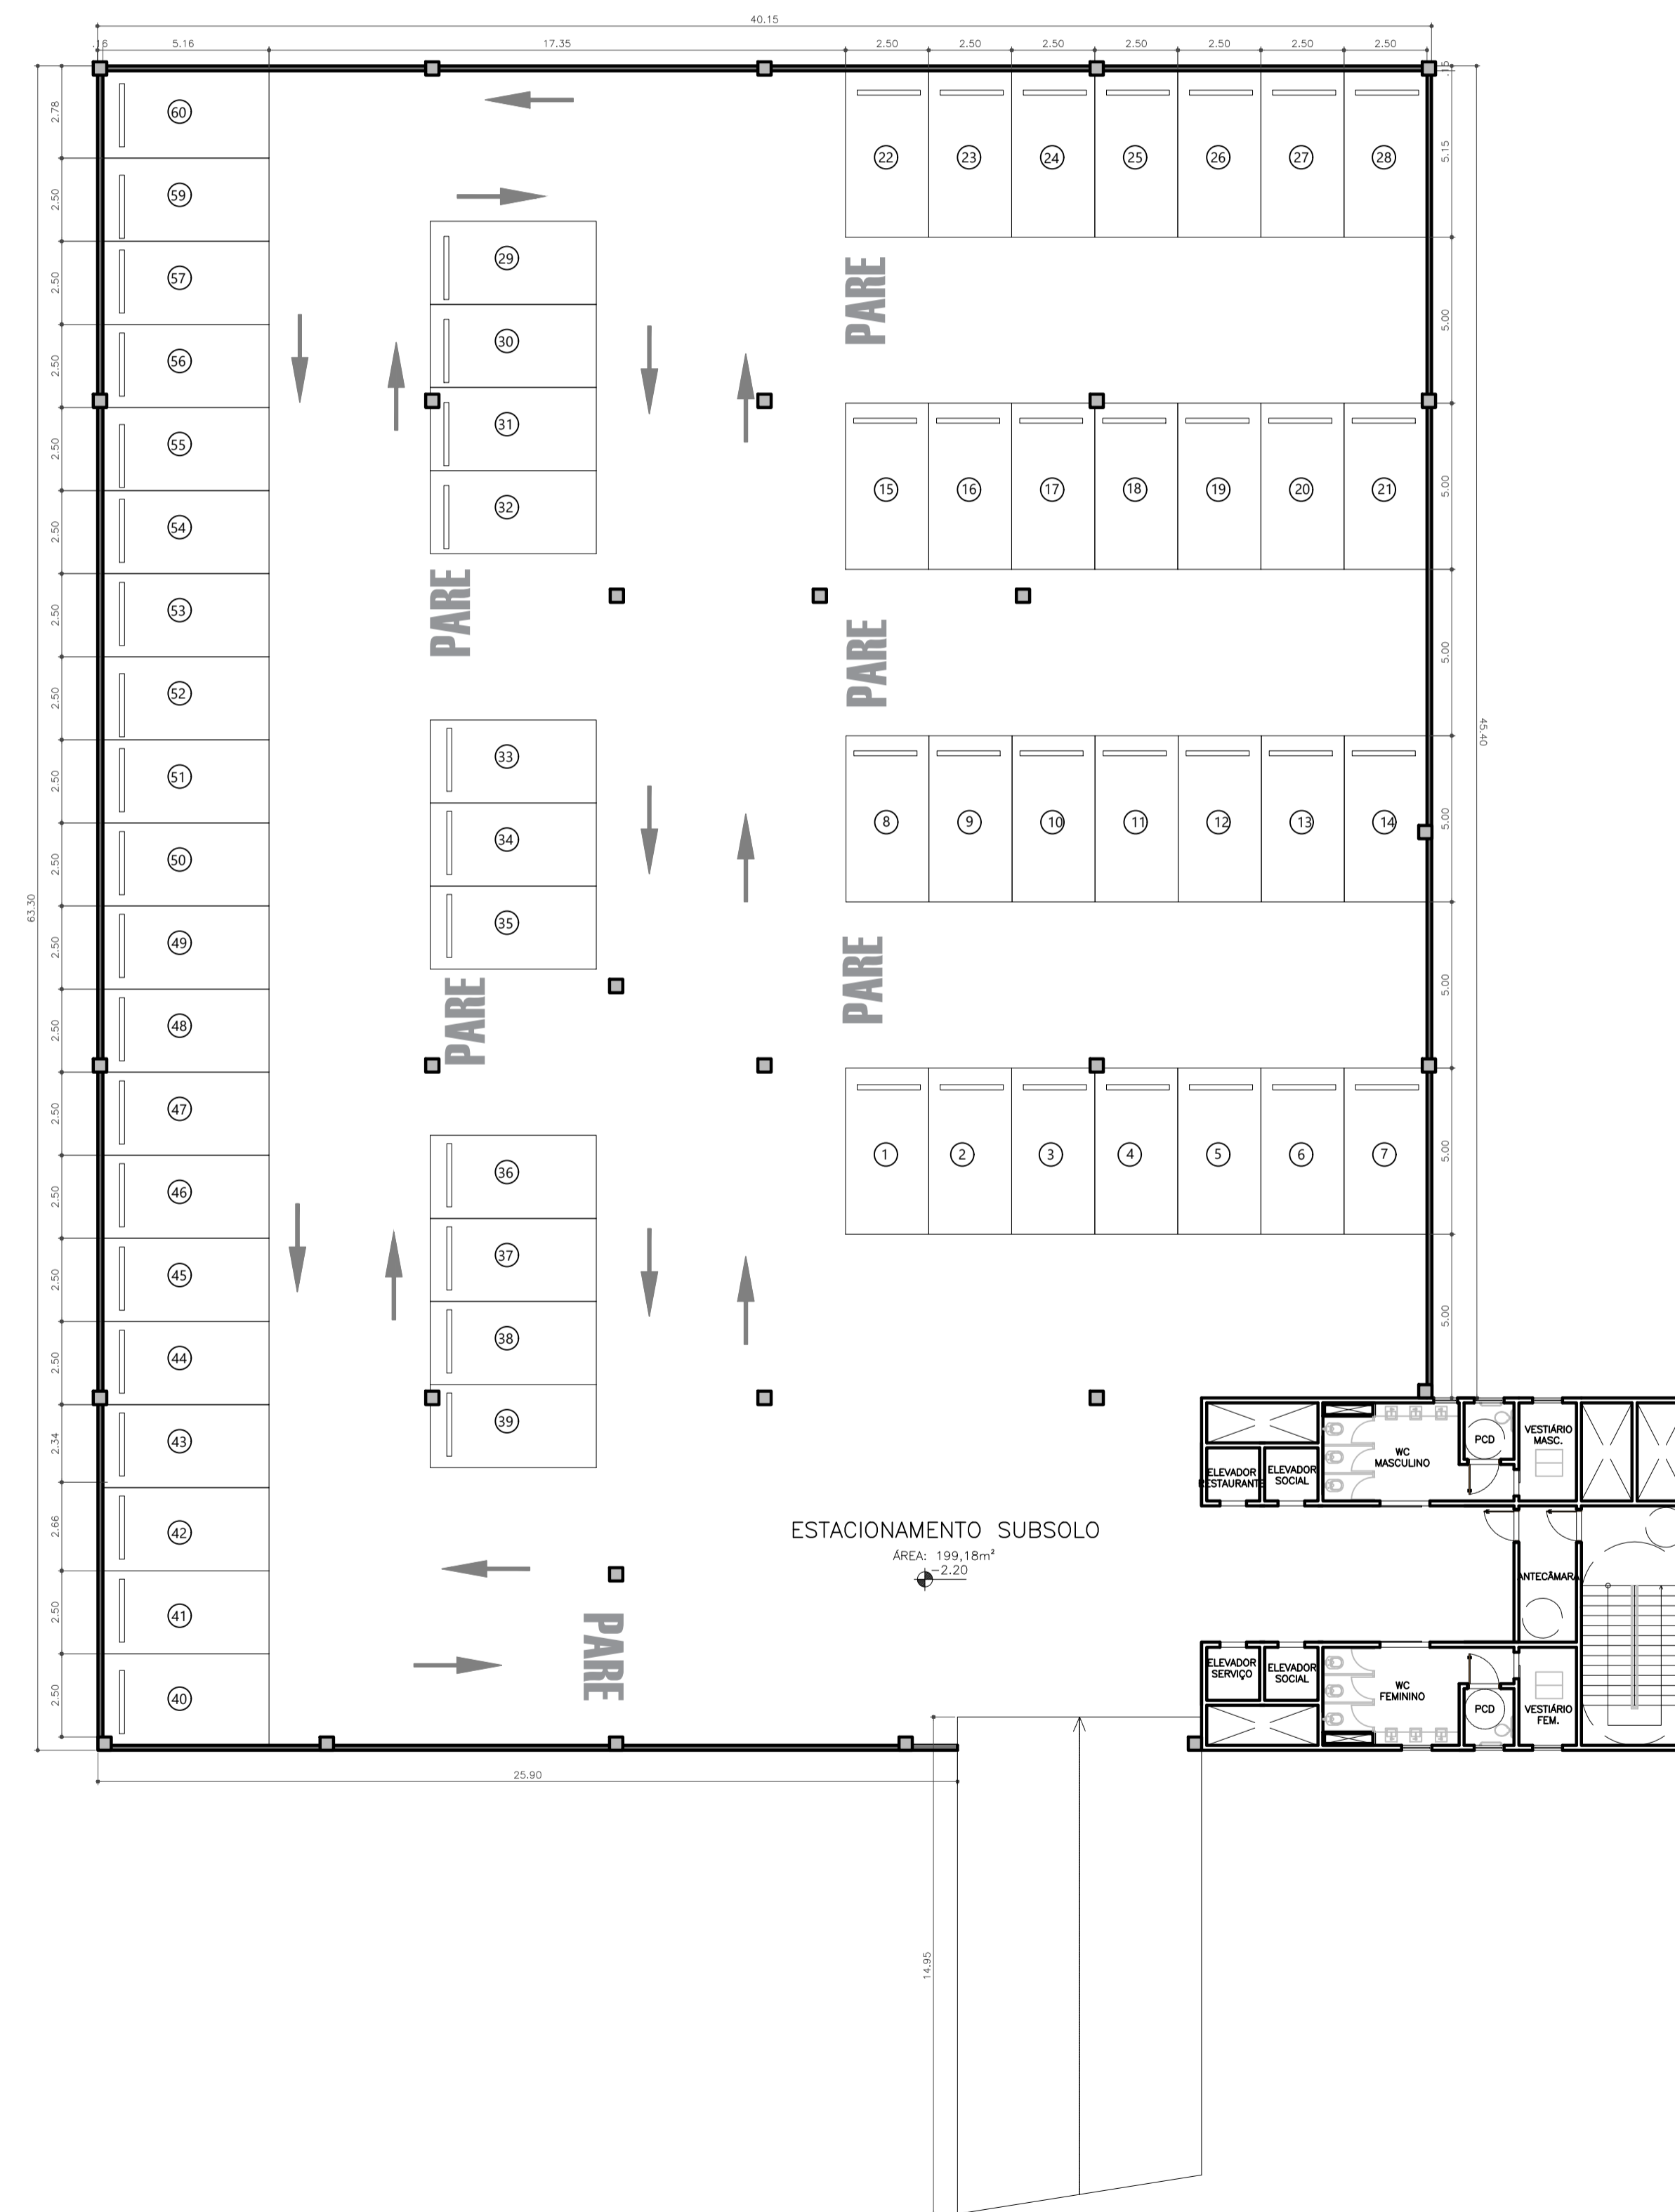 40.15
.16 5.16 17.35 2.50 2.50 2.50 2.50 2.50 2.50 2.50
.15
2.78
60
22 23 24 25 26 27 28
5.15
2.50
59
29
2.50
57
PARE
5.00
30
2.50
56
31
2.50
55
15 16 17 18 19 20 21
5.00
32
2.50
54
PARE
2.50
53
PARE
5.00
2.50
52
45.40
33
2.50
51
8 9 10 11 12 13 14
5.00
34
2.50
50
63.30
35
2.50
49
PARE
5.00
PARE
2.50
48
2.50
47
1 2 3 4 5 6 7
5.00
36
2.50
46
37
2.50
45
5.00
38
2.50
44
39
2.34
43
PCD
VESTIÁRIO
MASC.
WC
MASCULINO
ELEVADOR
RESTAURANTE
ELEVADOR
SOCIAL
2.66
42
ESTACIONAMENTO SUBSOLO
ÁREA: 199,18m²
-2.20
ANTECÂMARA
2.50
41
PARE
ELEVADOR
SERVIÇO
ELEVADOR
SOCIAL
WC
FEMININO
PCD
VESTIÁRIO
FEM.
2.50
40
25.90
14.95